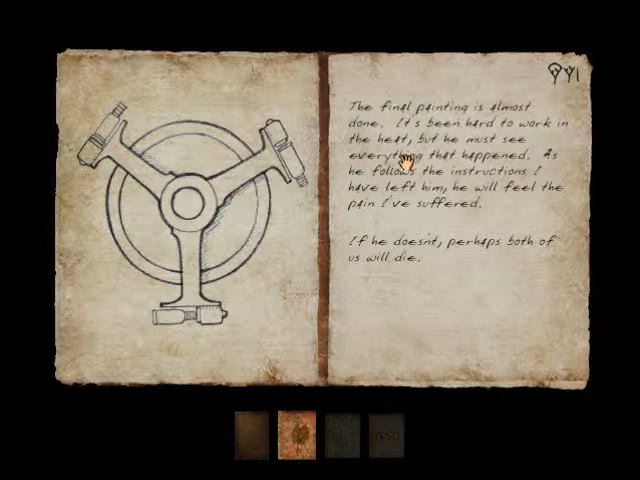 The final painting is almost
done. It's been hard to work in
the heat, but he must see
everything that happened. As
he follows the instructions I
have left him, he will feel the
pain I've suffered.
If he doesn't, perhaps both of
us will die.